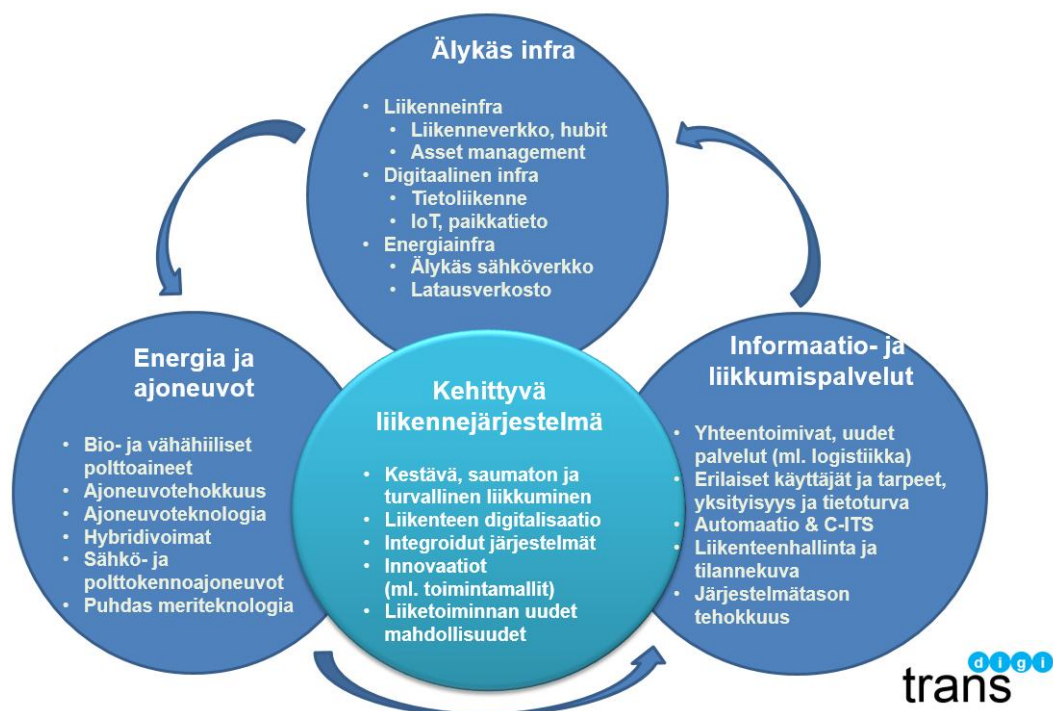 Älykäs infra
• Liikenneinfra
• Liikenneverkko, hubit
• Asset management
• Digitaalinen infra
• Tietoliikenne
• IoT, paikkatieto
• Energiainfra
• Älykäs sähköverkko
• Latausverkosto
Energia ja
ajoneuvot
• Bio- ja vähähiiliset
polttoaineet
• Ajoneuvotehokkuus
• Ajoneuvoteknologia
• Hybridivoimat
• Sähkö- ja
polttokennoajoneuvot
• Puhdas meriteknologia
Kehittyvä
liikennejärjestelmä
• Kestävä, saumaton ja
turvallinen liikkuminen
• Liikenteen digitalisaatio
• Integroidut järjestelmät
• Innovaatiot
(ml. toimintamallit)
• Liiketoiminnan uudet
mahdollisuudet
Informaatio- ja
liikkumispalvelut
• Yhteentoimivat, uudet
palvelut (ml. logistiikka)
• Erilaiset käyttäjät ja tarpeet,
yksityisyys ja tietoturva
• Automaatio & C-ITS
• Liikenteenhallinta ja
tilannekuva
• Järjestelmätason
tehokkuus
digi
trans